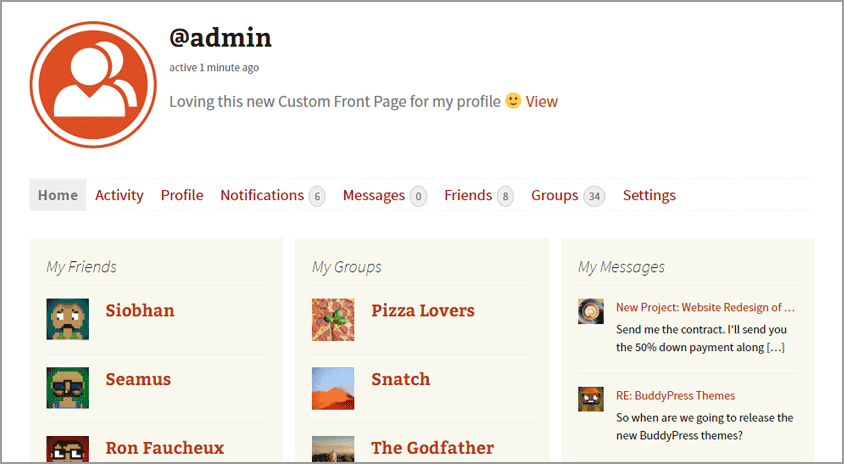 @admin
active 1 minute ago
Loving this new Custom Front Page for my profile 🙂 View
Home Activity Profile Notifications 6 Messages 0 Friends 8 Groups 34 Settings
My Friends
Siobhan
Seamus
Ron Faucheux
My Groups
Pizza Lovers
Snatch
The Godfather
My Messages
New Project: Website Redesign of …
Send me the contract. I'll send you
the 50% down payment along […]
RE: BuddyPress Themes
So when are we going to release the
new BuddyPress themes?